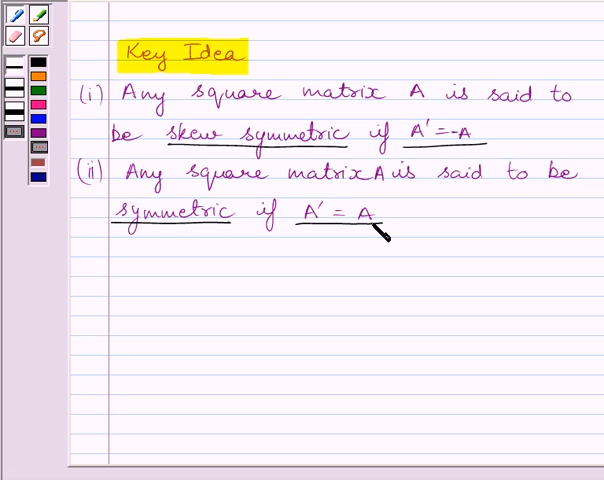 Key Idea
(i) Any square matrix A is said to
be skew symmetric if A' = -A
(ii) Any square matrix A is said to be
symmetric if A' = A